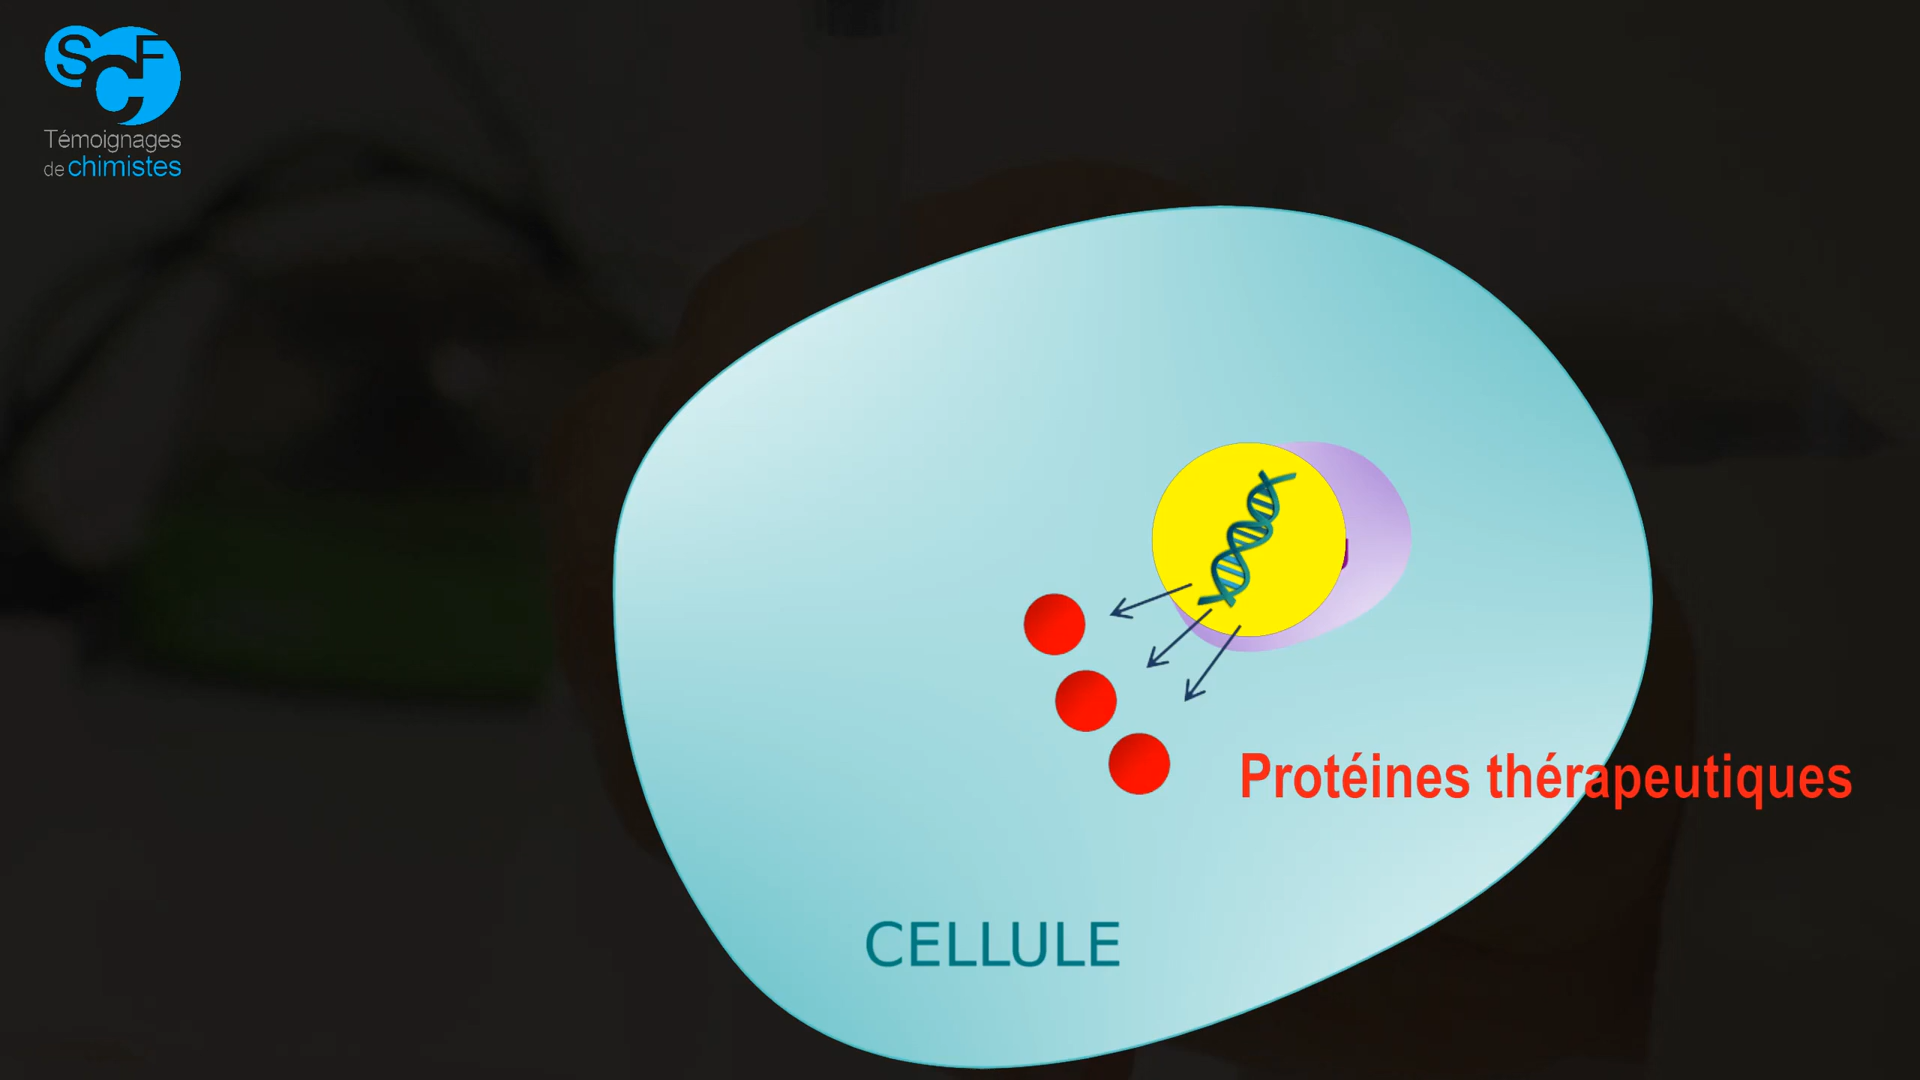 SCF
Témoignages
de chimistes
Protéines thérapeutiques
CELLULE